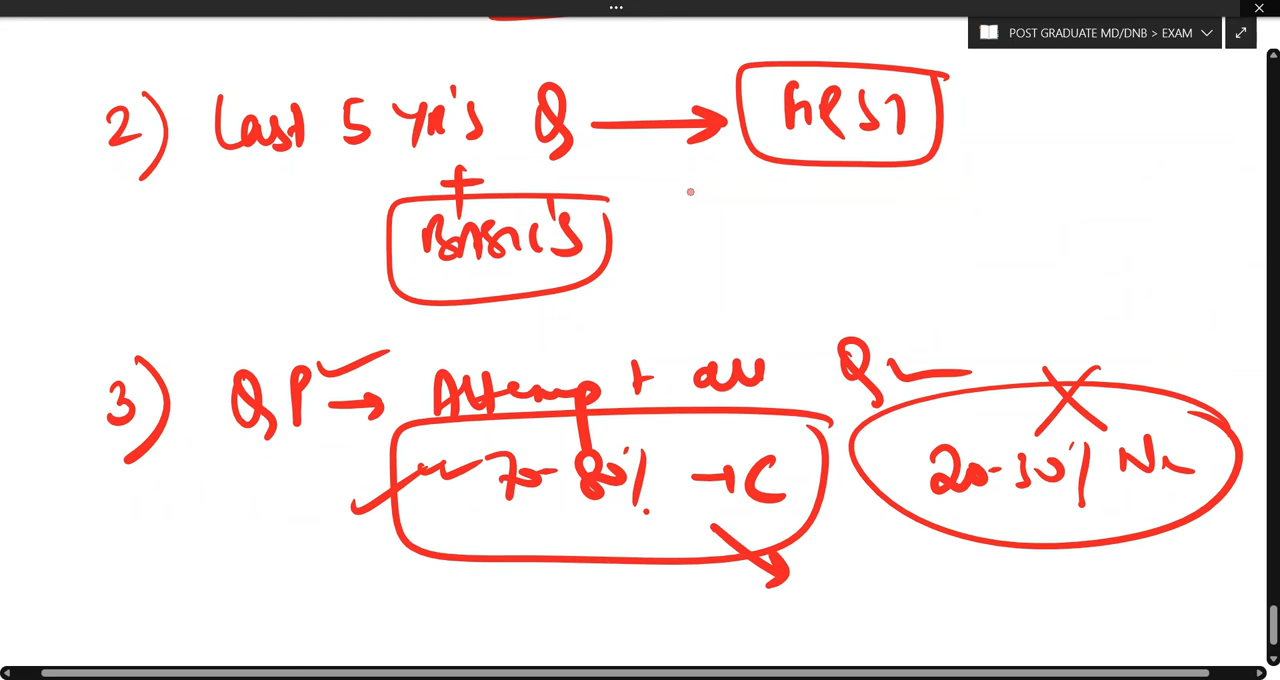 POST GRADUATE MD/DNB > EXAM
2) Last 5 YR'S Q → FIRST
+
BASIC'S
3) QP → Attempt all Q
70-80% → C
20-30% N